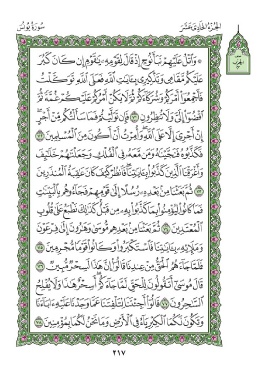 الجزء الحادي عشر
سورة يونس
۞ وَٱتْلُ عَلَيْهِمْ نَبَأَ نُوحٍ إِذْ قَالَ لِقَوْمِهِۦ يَٰقَوْمِ إِن كَانَ كَبُرَ
عَلَيْكُم مَّقَامِى وَتَذْكِيرِى بِـَٔايَٰتِ ٱللَّهِ فَعَلَى ٱللَّهِ تَوَكَّلْتُ
فَأَجْمِعُوٓا۟ أَمْرَكُمْ وَشُرَكَآءَكُمْ ثُمَّ لَا يَكُنْ أَمْرُكُمْ عَلَيْكُمْ غُمَّةً ثُمَّ
ٱقْضُوٓا۟ إِلَىَّ وَلَا تُنظِرُونِ ٧١ فَإِن تَوَلَّيْتُمْ فَمَا سَأَلْتُكُم مِّنْ أَجْرٍ
إِنْ أَجْرِىَ إِلَّا عَلَى ٱللَّهِ وَأُمِرْتُ أَنْ أَكُونَ مِنَ ٱلْمُسْلِمِينَ ٧٢
فَكَذَّبُوهُ فَنَجَّيْنَٰهُ وَمَن مَّعَهُۥ فِى ٱلْفُلْكِ وَجَعَلْنَٰهُمْ خَلَٰٓئِفَ
وَأَغْرَقْنَا ٱلَّذِينَ كَذَّبُوا۟ بِـَٔايَٰتِنَا فَٱنظُرْ كَيْفَ كَانَ عَٰقِبَةُ ٱلْمُنذَرِينَ
٧٣ ثُمَّ بَعَثْنَا مِنۢ بَعْدِهِۦ رُسُلًا إِلَىٰ قَوْمِهِمْ فَجَآءُوهُم بِٱلْبَيِّنَٰتِ
فَمَا كَانُوا۟ لِيُؤْمِنُوا۟ بِمَا كَذَّبُوا۟ بِهِۦ مِن قَبْلُ كَذَٰلِكَ نَطْبَعُ عَلَىٰ قُلُوبِ
ٱلْمُعْتَدِينَ ٧٤ ثُمَّ بَعَثْنَا مِنۢ بَعْدِهِم مُّوسَىٰ وَهَٰرُونَ إِلَىٰ فِرْعَوْنَ
وَمَلَإِي۟هِۦ بِـَٔايَٰتِنَا فَٱسْتَكْبَرُوا۟ وَكَانُوا۟ قَوْمًا مُّجْرِمِينَ ٧٥
فَلَمَّا جَآءَهُمُ ٱلْحَقُّ مِنْ عِندِنَا قَالُوٓا۟ إِنَّ هَٰذَا لَسِحْرٌ مُّبِينٌ ٧٦
قَالَ مُوسَىٰٓ أَتَقُولُونَ لِلْحَقِّ لَمَّا جَآءَكُمْ أَسِحْرٌ هَٰذَا وَلَا يُفْلِحُ
ٱلسَّٰحِرُونَ ٧٧ قَالُوٓا۟ أَجِئْتَنَا لِتَلْفِتَنَا عَمَّا وَجَدْنَا عَلَيْهِ ءَابَآءَنَا
وَتَكُونَ لَكُمَا ٱلْكِبْرِيَآءُ فِى ٱلْأَرْضِ وَمَا نَحْنُ لَكُمَا بِمُؤْمِنِينَ ٧٨
٢١٧